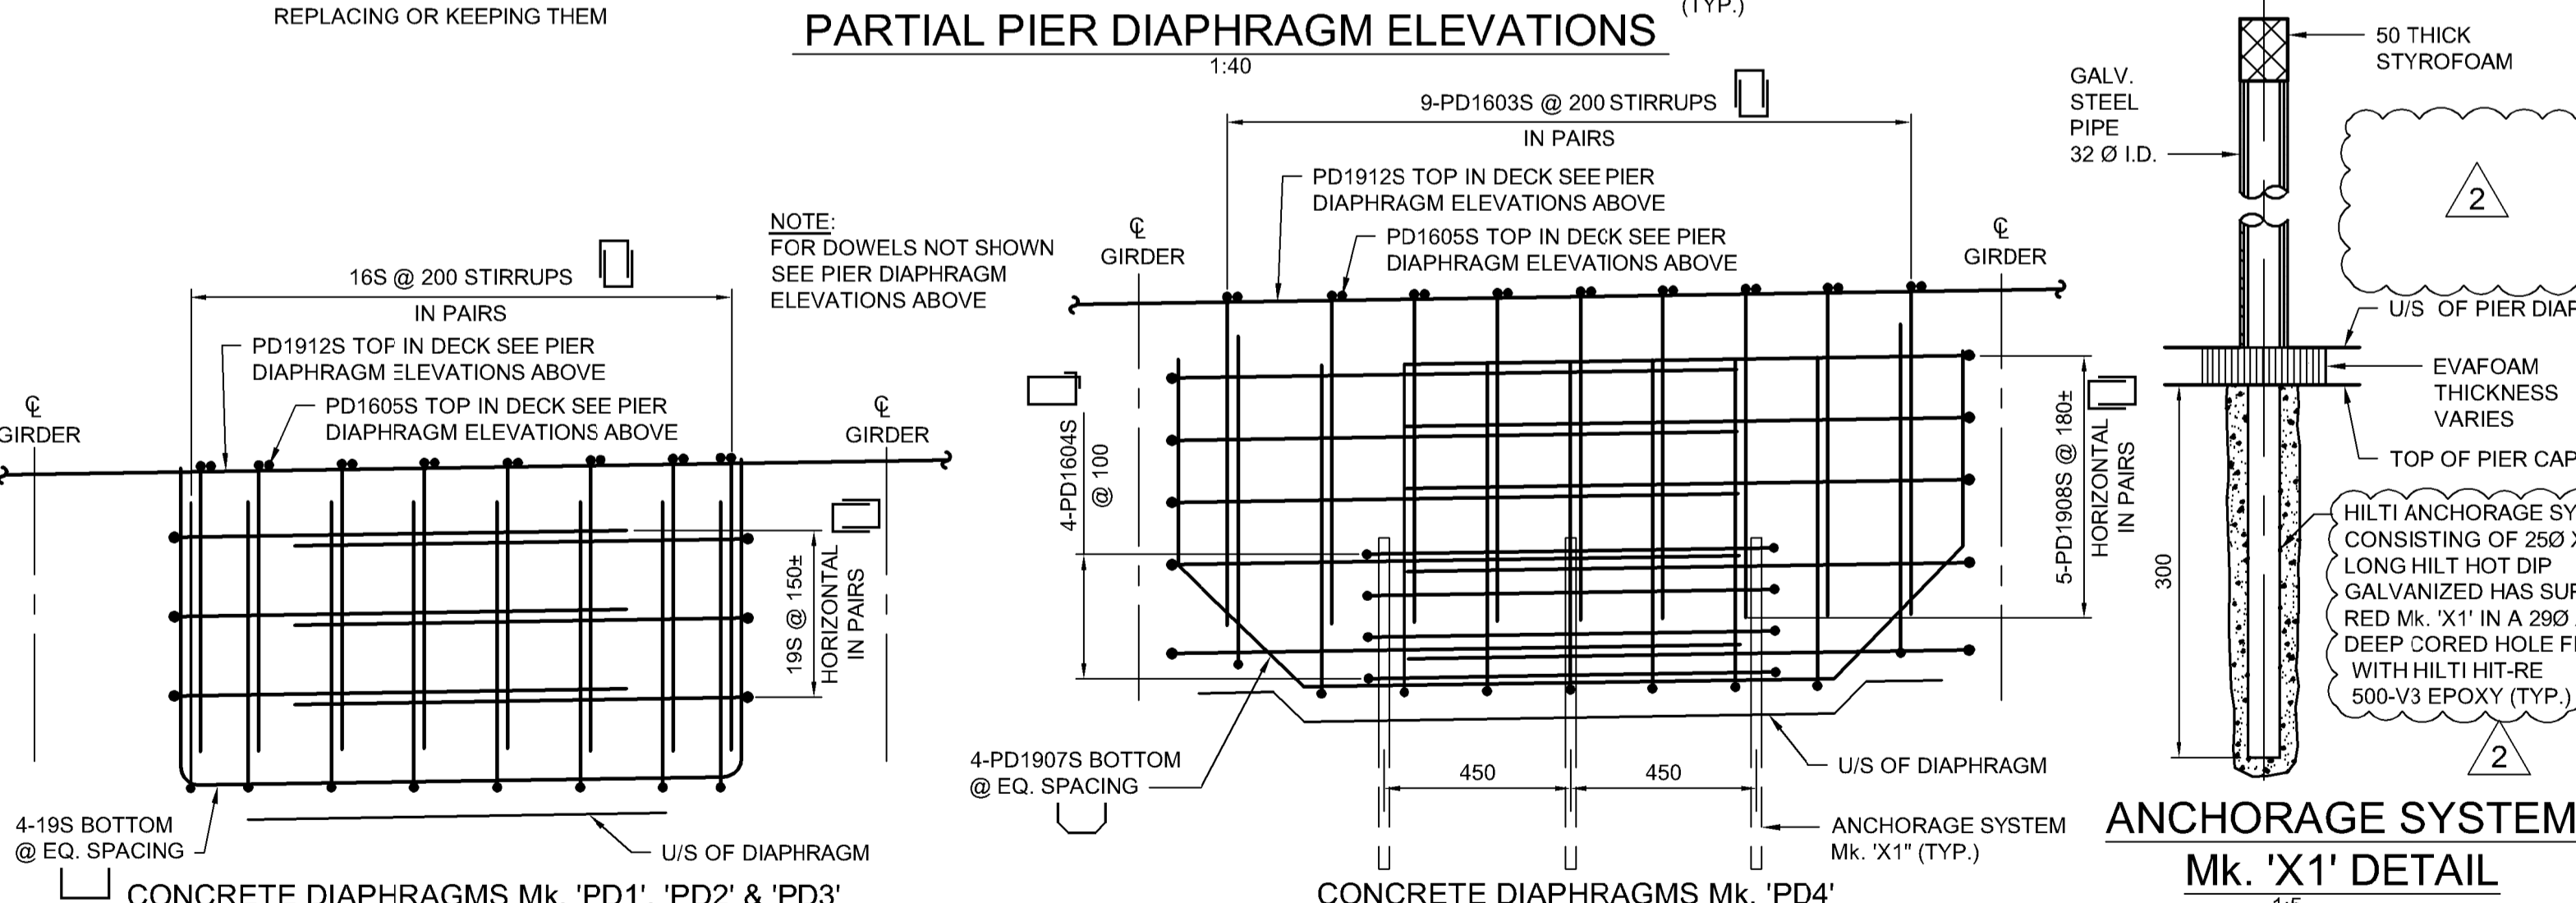 REPLACING OR KEEPING THEM
PARTIAL PIER DIAPHRAGM ELEVATIONS
1:40
(TYP.)
16S @ 200 STIRRUPS
IN PAIRS
PD1912S TOP IN DECK SEE PIER
DIAPHRAGM ELEVATIONS ABOVE
PD1605S TOP IN DECK SEE PIER
DIAPHRAGM ELEVATIONS ABOVE
℄
GIRDER
℄
GIRDER
19S @ 150±
HORIZONTAL
IN PAIRS
4-19S BOTTOM
@ EQ. SPACING
U/S OF DIAPHRAGM
CONCRETE DIAPHRAGMS Mk. 'PD1', 'PD2' & 'PD3'
NOTE:
FOR DOWELS NOT SHOWN
SEE PIER DIAPHRAGM
ELEVATIONS ABOVE
9-PD1603S @ 200 STIRRUPS
IN PAIRS
PD1912S TOP IN DECK SEE PIER
DIAPHRAGM ELEVATIONS ABOVE
PD1605S TOP IN DECK SEE PIER
DIAPHRAGM ELEVATIONS ABOVE
℄
GIRDER
℄
GIRDER
4-PD1604S
@ 100
5-PD1908S @ 180±
HORIZONTAL
IN PAIRS
4-PD1907S BOTTOM
@ EQ. SPACING
450
450
U/S OF DIAPHRAGM
ANCHORAGE SYSTEM
Mk. 'X1" (TYP.)
CONCRETE DIAPHRAGMS Mk. 'PD4'
50 THICK
STYROFOAM
GALV.
STEEL
PIPE
32 Ø I.D.
2
U/S OF PIER DIAP
EVAFOAM
THICKNESS
VARIES
TOP OF PIER CAP
300
HILTI ANCHORAGE SY
CONSISTING OF 25Ø X
LONG HILT HOT DIP
GALVANIZED HAS SUP
RED Mk. 'X1' IN A 29Ø
DEEP CORED HOLE F
WITH HILTI HIT-RE
500-V3 EPOXY (TYP.)
2
ANCHORAGE SYSTEM
Mk. 'X1' DETAIL
1:5